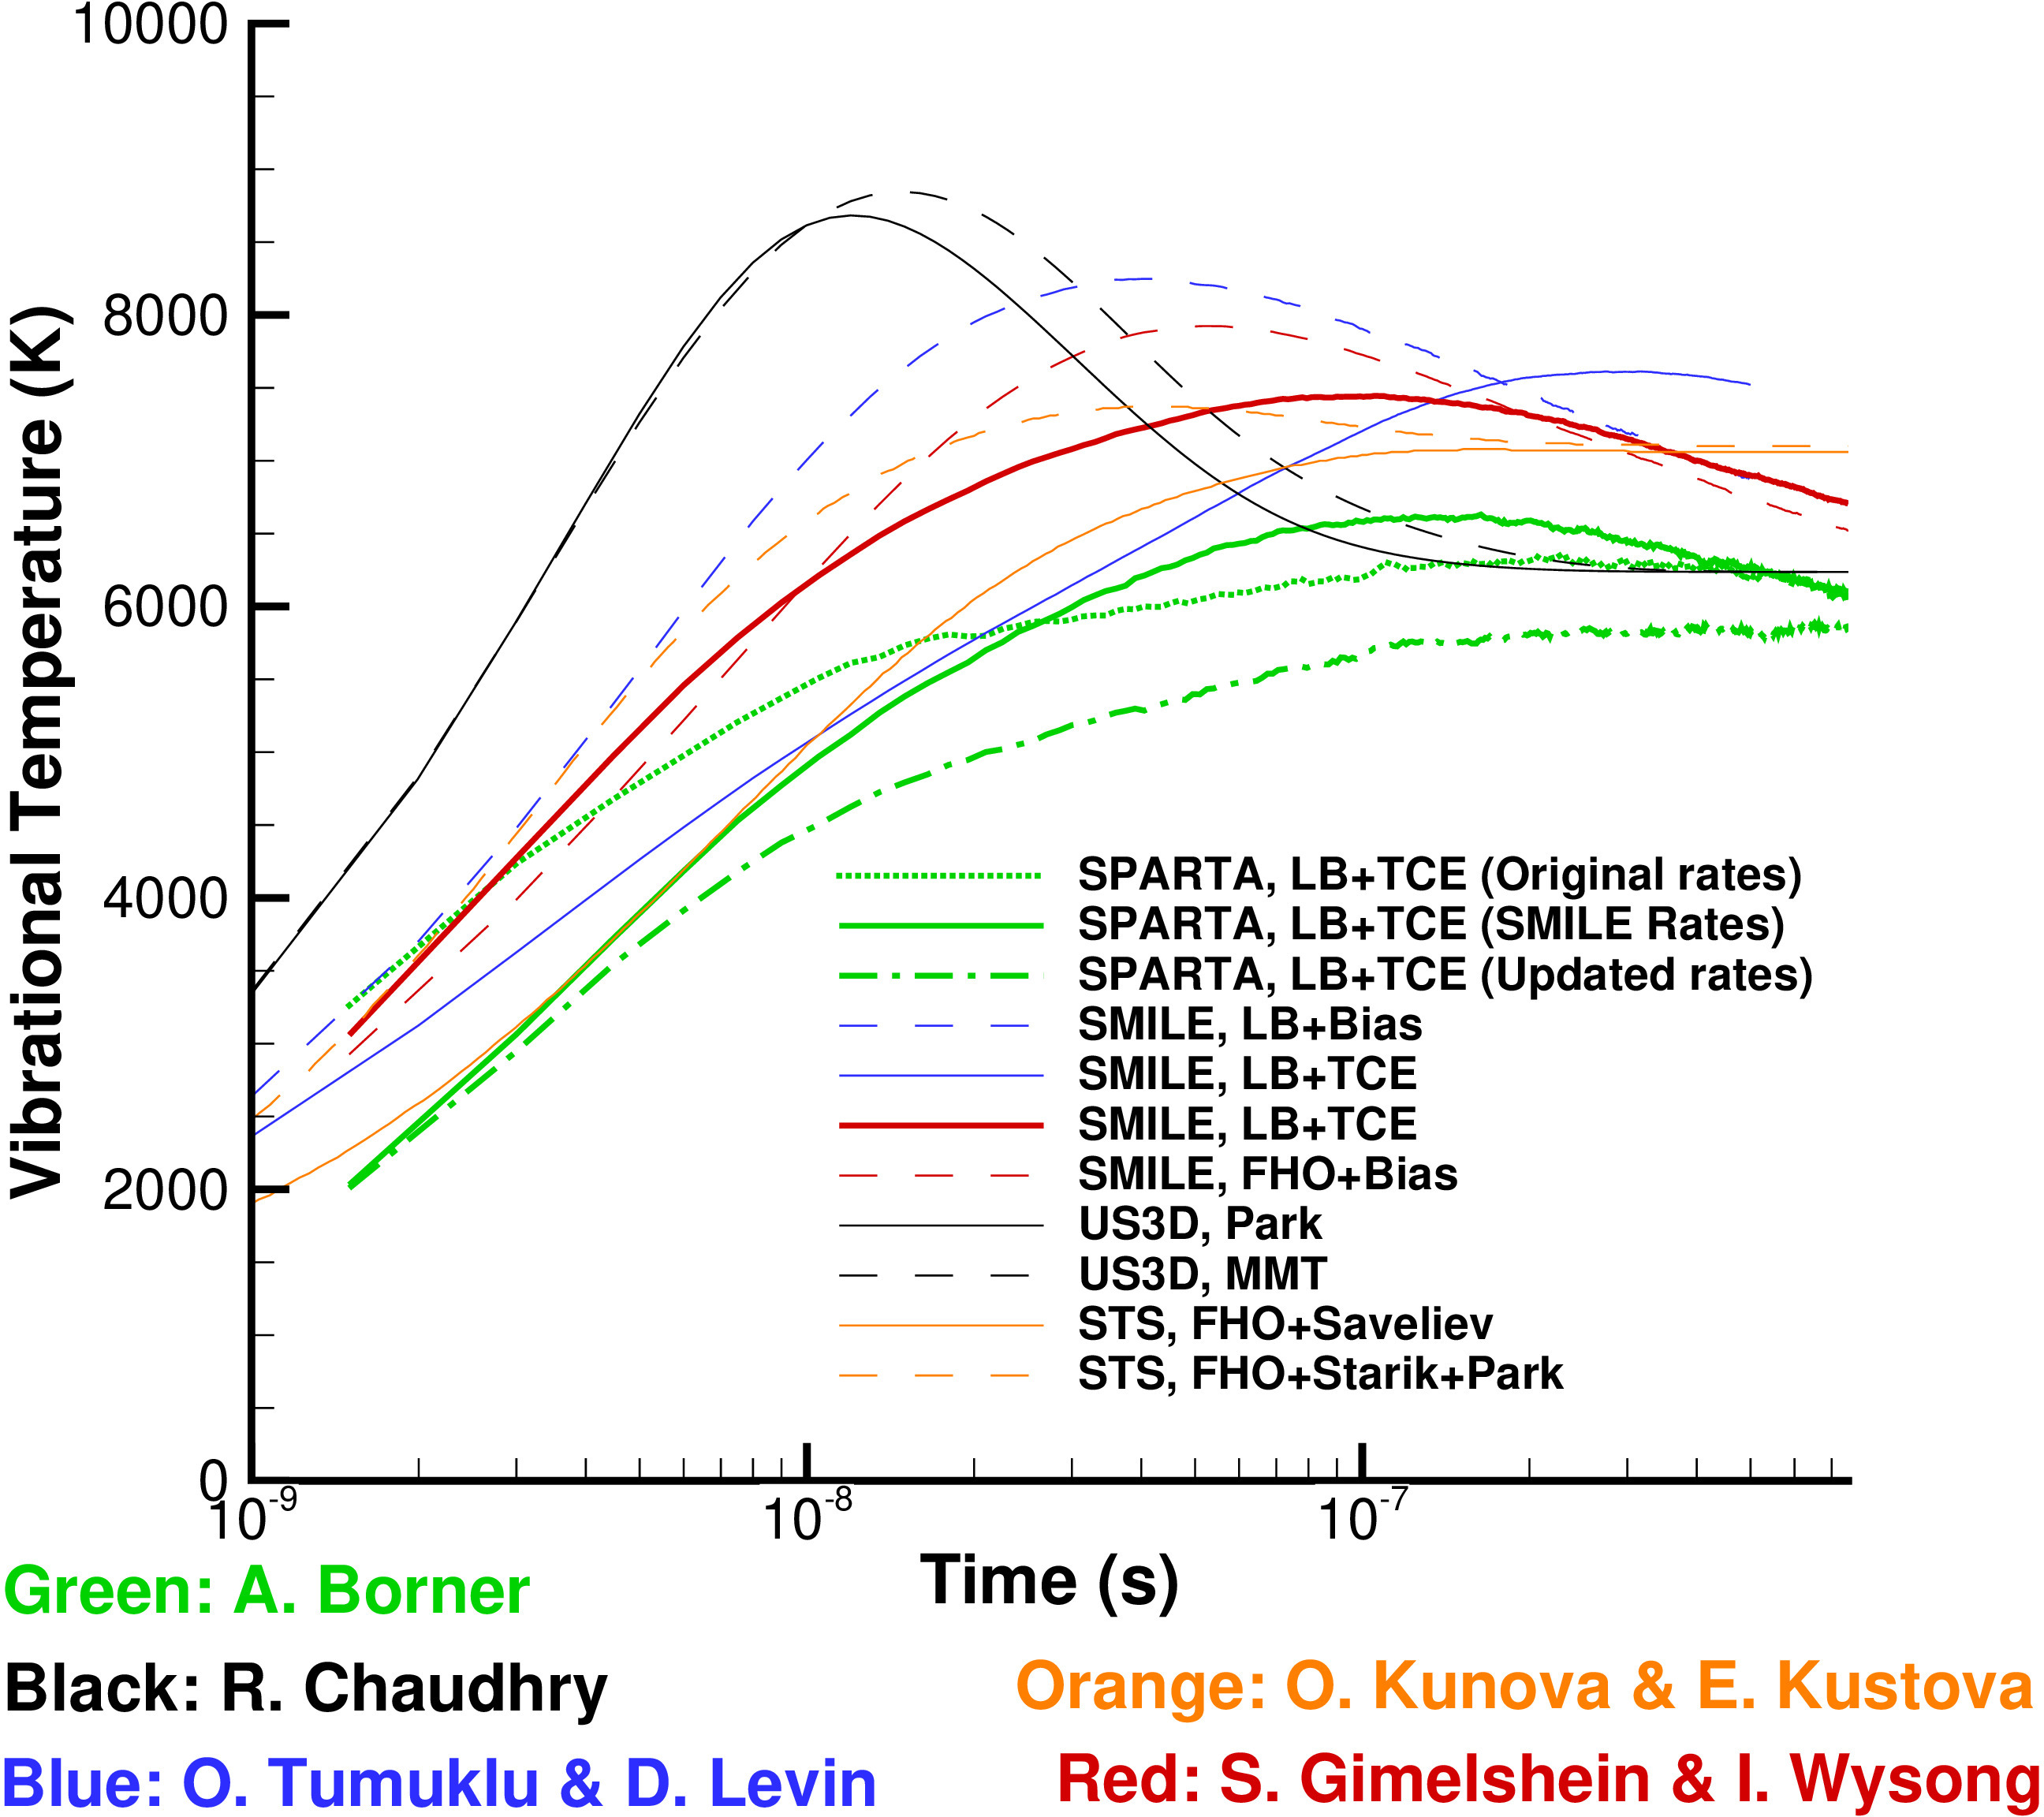 10000
8000
6000
4000
2000
0
Vibrational Temperature (K)
SPARTA, LB+TCE (Original rates)
SPARTA, LB+TCE (SMILE Rates)
SPARTA, LB+TCE (Updated rates)
SMILE, LB+Bias
SMILE, LB+TCE
SMILE, LB+TCE
SMILE, FHO+Bias
US3D, Park
US3D, MMT
STS, FHO+Saveliev
STS, FHO+Starik+Park
10-9 10-8 10-7
Time (s)
Green: A. Borner
Black: R. Chaudhry
Orange: O. Kunova & E. Kustova
Blue: O. Tumuklu & D. Levin
Red: S. Gimelshein & I. Wysong